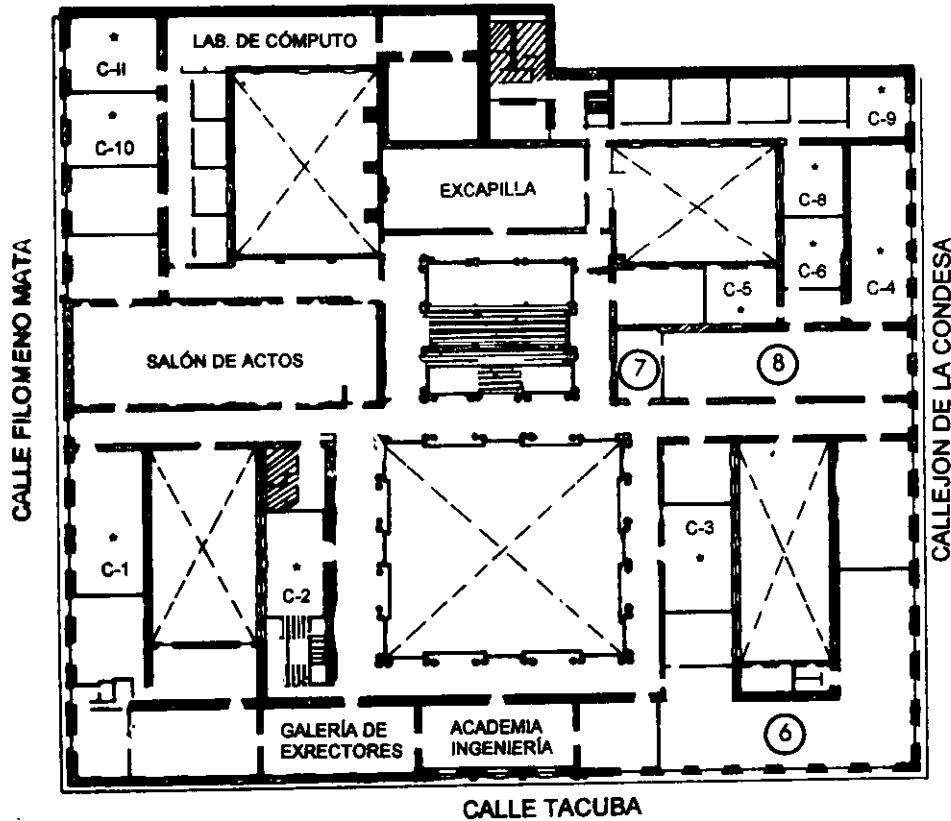 LAB. DE CÓMPUTO
*
C-II
*
C-10
*
C-9
EXCAPILLA
*
C-8
*
C-6
*
C-4
C-5
*
CALLE FILOMENO MATA
SALÓN DE ACTOS
7
8
CALLEJON DE LA CONDESA
*
C-1
*
C-2
C-3
*
GALERÍA DE
EXRECTORES
ACADEMIA
INGENIERÍA
6
CALLE TACUBA